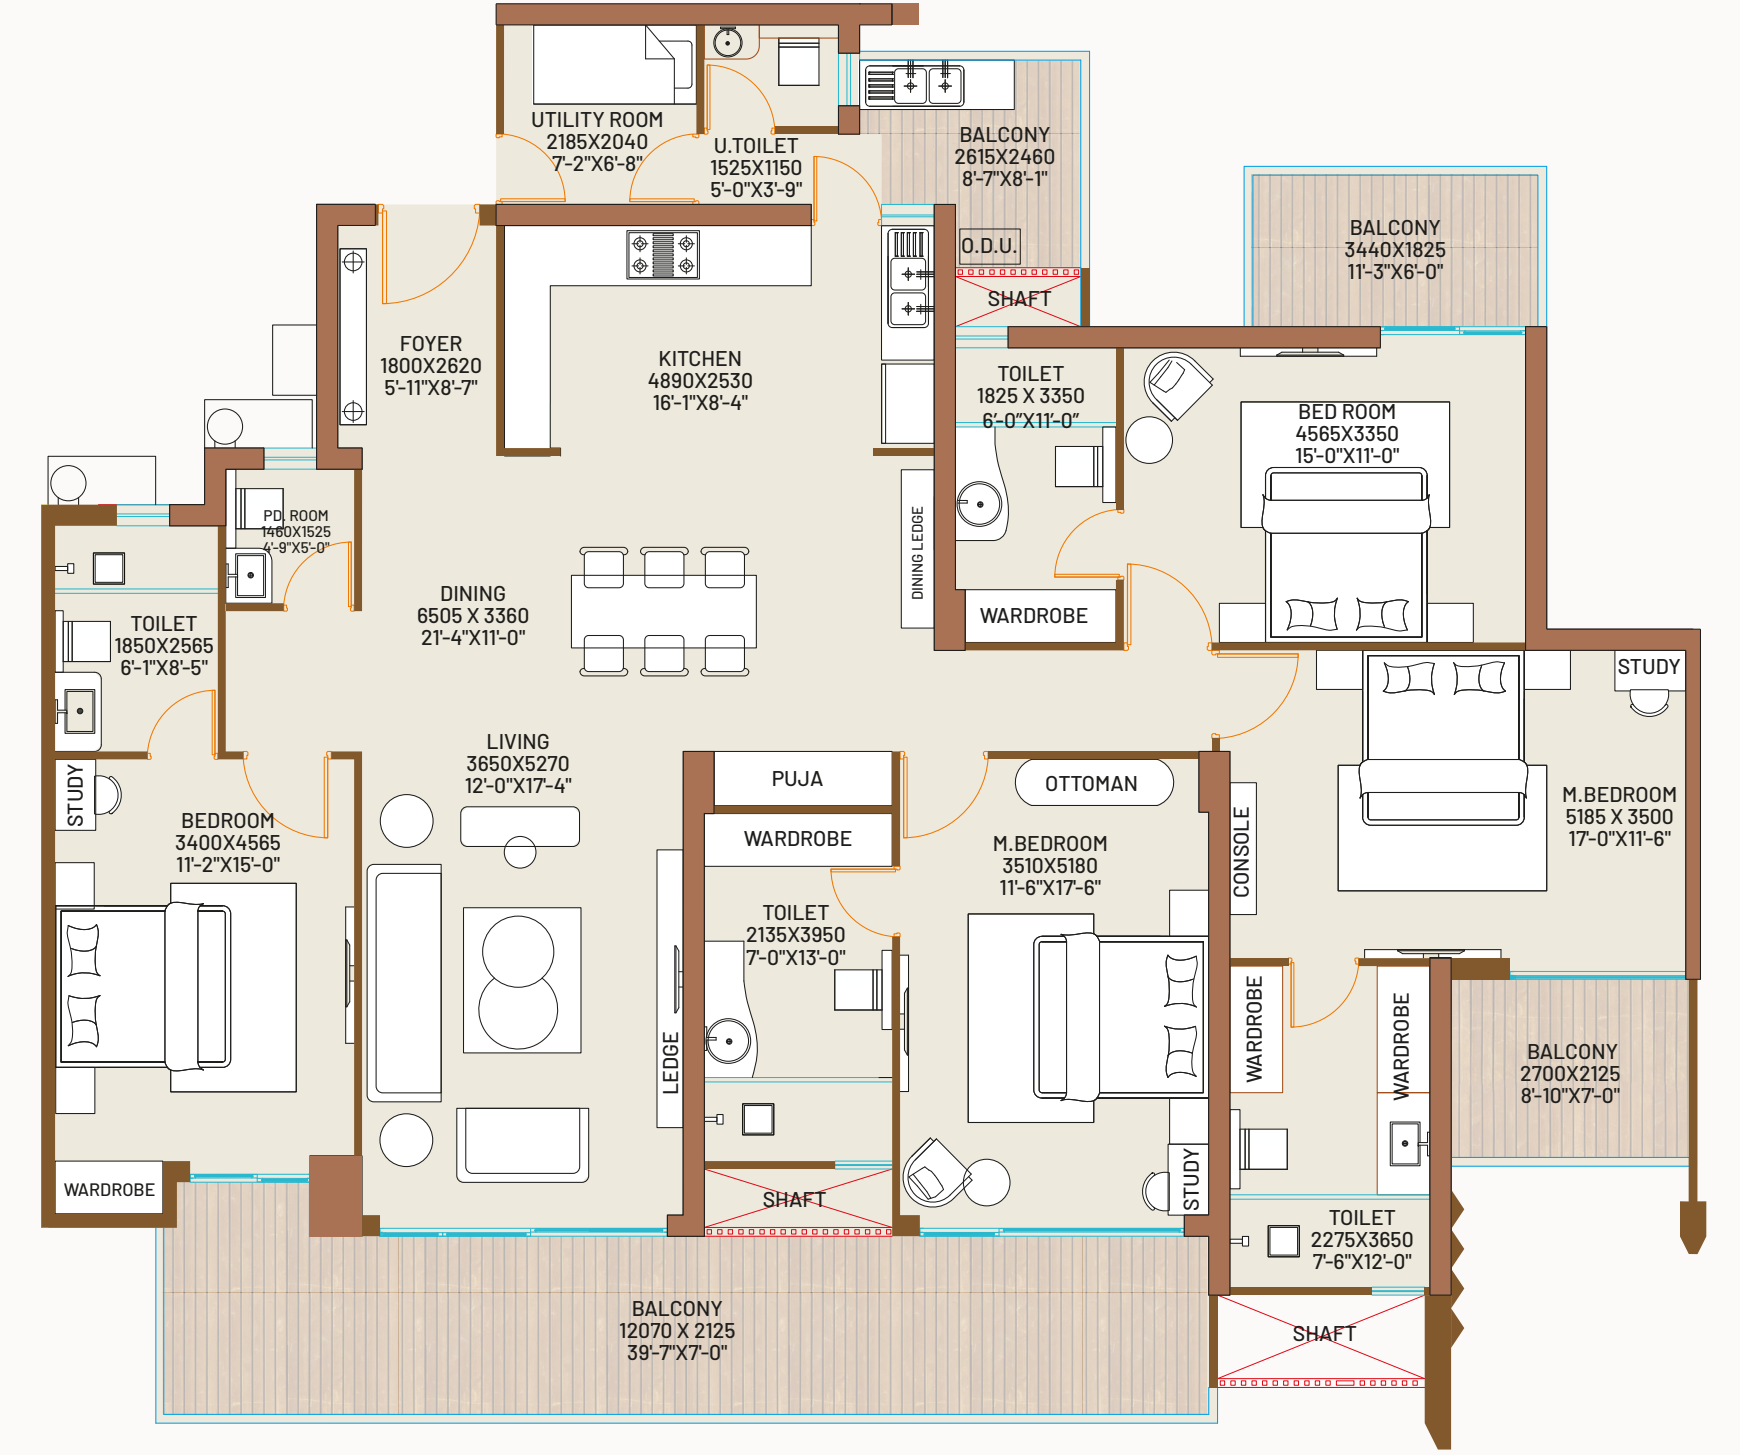 UTILITY ROOM
2185X2040
7'-2"X6'-8"
U.TOILET
1525X1150
5'-0"X3'-9"
BALCONY
2615X2460
8'-7"X8'-1"
O.D.U.
SHAFT
BALCONY
3440X1825
11'-3"X6'-0"
FOYER
1800X2620
5'-11"X8'-7"
KITCHEN
4890X2530
16'-1"X8'-4"
TOILET
1825 X 3350
6'-0"X11'-0"
BED ROOM
4565X3350
15'-0"X11'-0"
PD. ROOM
1460X1525
4'-9"X5'-0"
DINING LEDGE
DINING
6505 X 3360
21'-4"X11'-0"
WARDROBE
TOILET
1850X2565
6'-1"X8'-5"
STUDY
LIVING
3650X5270
12'-0"X17'-4"
PUJA
OTTOMAN
STUDY
BEDROOM
3400X4565
11'-2"X15'-0"
WARDROBE
M.BEDROOM
3510X5180
11'-6"X17'-6"
CONSOLE
M.BEDROOM
5185 X 3500
17'-0"X11'-6"
TOILET
2135X3950
7'-0"X13'-0"
LEDGE
WARDROBE
WARDROBE
BALCONY
2700X2125
8'-10"X7'-0"
WARDROBE
SHAFT
STUDY
TOILET
2275X3650
7'-6"X12'-0"
BALCONY
12070 X 2125
39'-7"X7'-0"
SHAFT